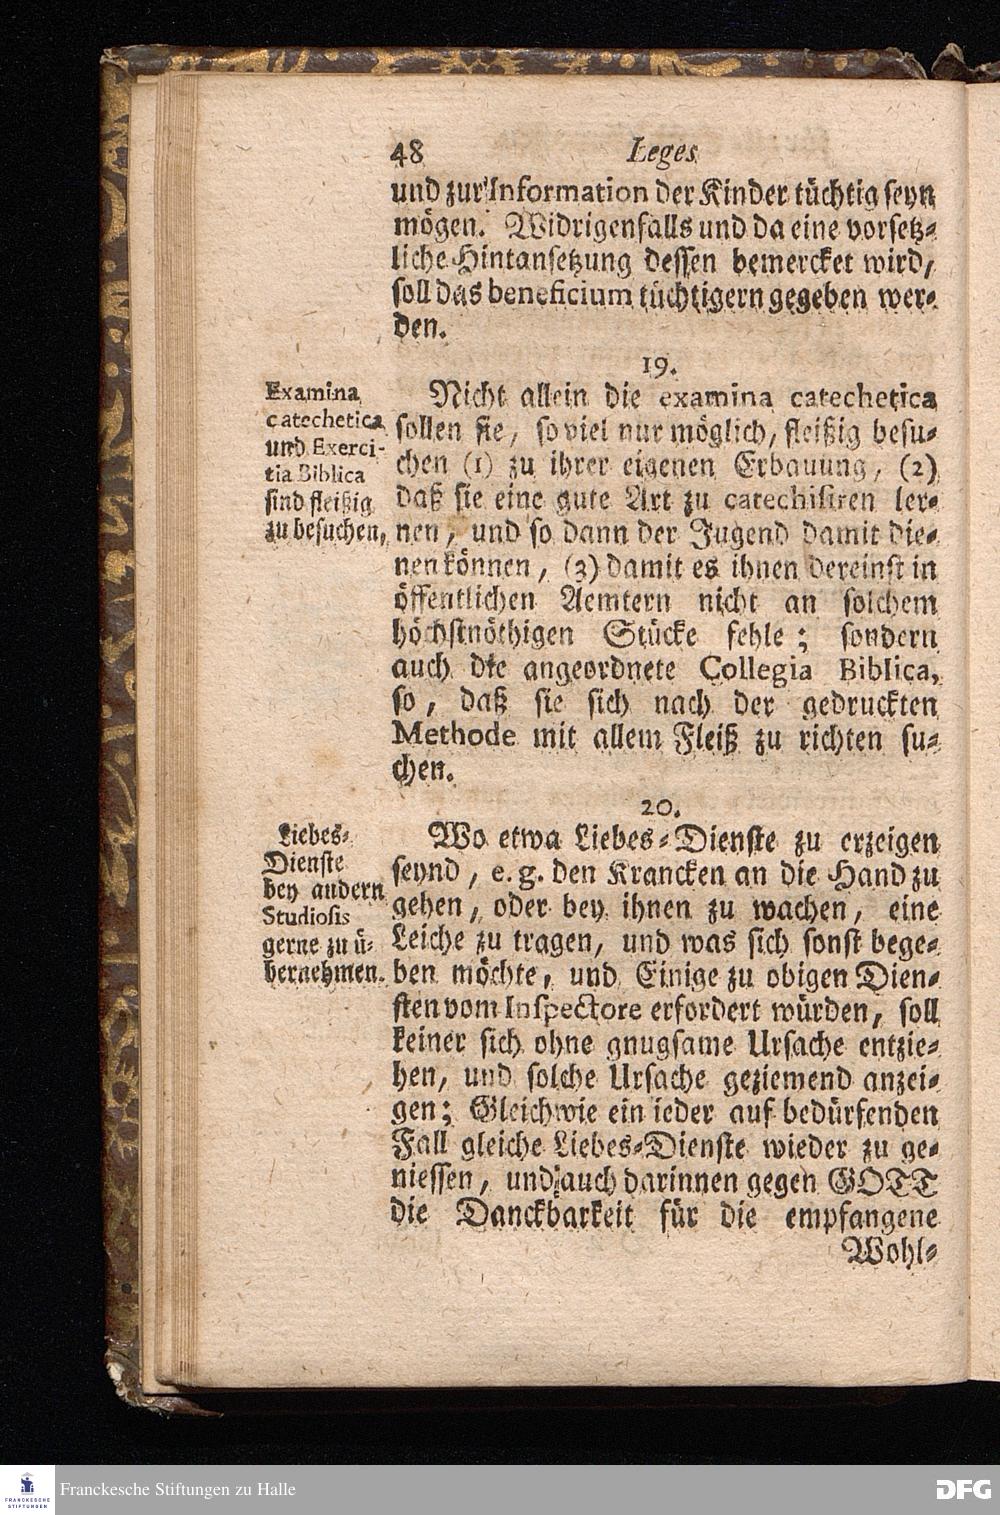 48 Leges
und zur Information der Kinder tüchtig seyn
mögen. Widrigenfalls und da eine vorsetz-
liche Hintansetzung dessen bemercket wird,
soll das beneficium tüchtigern gegeben wer-
den.
19.
Examina
catechetica
und Exerci-
tia Biblica
sind fleißig
zu besuchen,
Nicht allein die examina catechetica
sollen sie, so viel nur möglich, fleißig besu-
chen (1) zu ihrer eigenen Erbauung, (2)
daß sie eine gute Art zu catechisiren ler-
nen, und so dann der Jugend damit die-
nen können, (3) damit es ihnen dereinst in
öffentlichen Aemtern nicht an solchem
höchstnöthigen Stücke fehle; sondern
auch die angeordnete Collegia Biblica,
so, daß sie sich nach der gedruckten
Methode mit allem Fleiß zu richten su-
chen.
20.
Liebes-
Dienste
bey andern
Studiosis
gerne zu ü-
bernehmen.
Wo etwa Liebes-Dienste zu erzeigen
seynd, e. g. den Krancken an die Hand zu
gehen, oder bey ihnen zu wachen, eine
Leiche zu tragen, und was sich sonst bege-
ben möchte, und Einige zu obigen Dien-
sten vom Inspectore erfordert würden, soll
keiner sich ohne gnugsame Ursache entzie-
hen, und solche Ursache geziemend anzei-
gen; Gleichwie ein ieder auf bedürfenden
Fall gleiche Liebes-Dienste wieder zu ge-
niessen, und auch darinnen gegen GOTT
die Danckbarkeit für die empfangene
Wohl-
FRANCKESCHE
STIFTUNGEN
Franckesche Stiftungen zu Halle
DFG